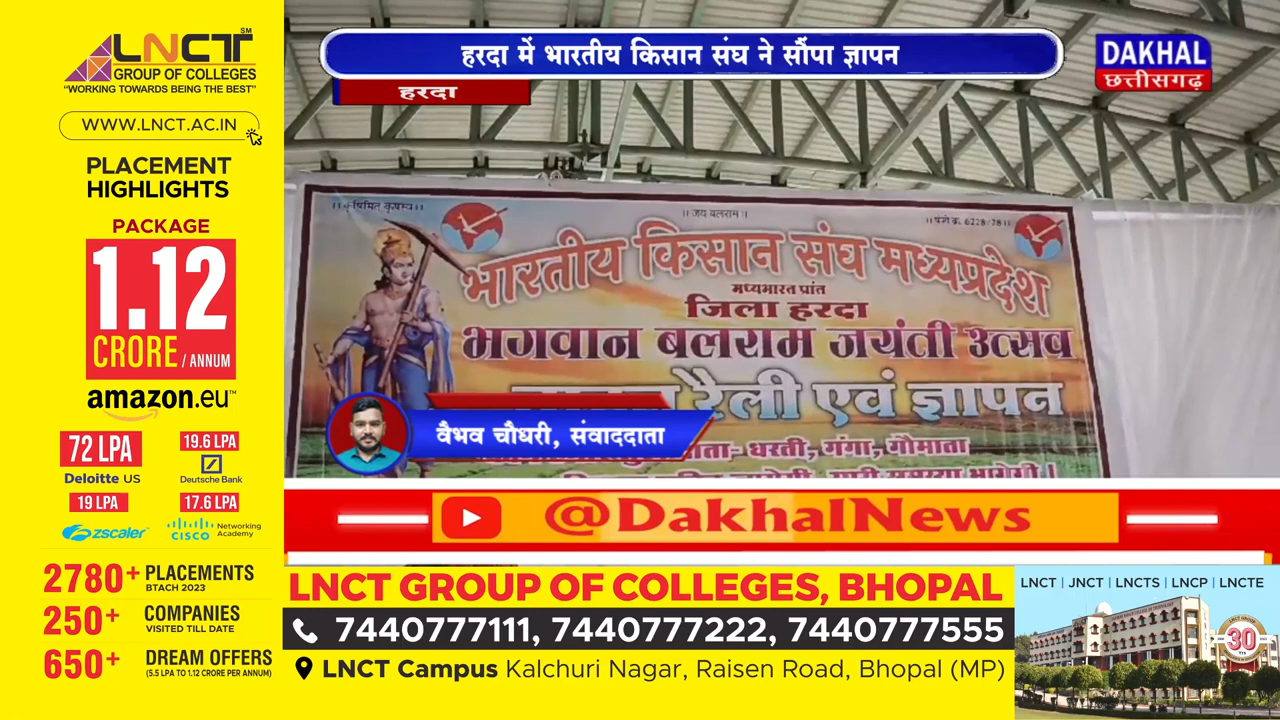 LNCT SM
GROUP OF COLLEGES
"WORKING TOWARDS BEING THE BEST"
WWW.LNCT.AC.IN
PLACEMENT
HIGHLIGHTS
PACKAGE
1.12
CRORE / ANNUM
amazon.eu™
72 LPA
Deloitte US
19.6 LPA
Deutsche Bank
19 LPA
zscaler™
17.6 LPA
CISCO Networking Academy
2780+ PLACEMENTS
BTACH 2023
250+ COMPANIES
VISITED TILL DATE
650+ DREAM OFFERS
(5.5 LPA TO 1.12 CRORE PER ANNUM)
हरदा में भारतीय किसान संघ ने सौंपा ज्ञापन
हरदा
DAKHAL
छत्तीसगढ़
।। जय बलराम ।।
भारतीय किसान संघ मध्यप्रदेश
मध्यभारत प्रांत
जिला हरदा
भगवान बलराम जयंती उत्सव
रैली एवं ज्ञापन
धरती, गंगा, गौमाता
वैभव चौधरी, संवाददाता
@DakhalNews
LNCT GROUP OF COLLEGES, BHOPAL
7440777111, 7440777222, 7440777555
LNCT Campus Kalchuri Nagar, Raisen Road, Bhopal (MP)
LNCT | JNCT | LNCTS | LNCP | LNCTE
30